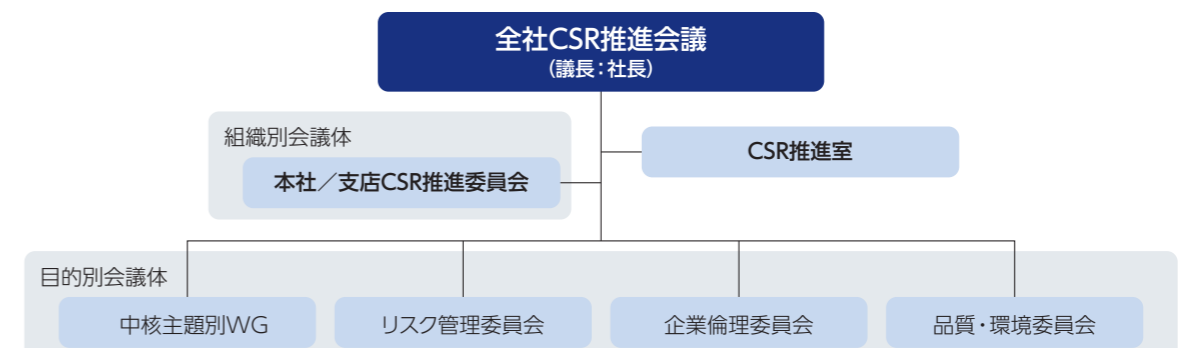 全社CSR推進会議
（議長：社長）
組織別会議体
CSR推進室
本社／支店CSR推進委員会
目的別会議体
中核主題別WG
リスク管理委員会
企業倫理委員会
品質・環境委員会